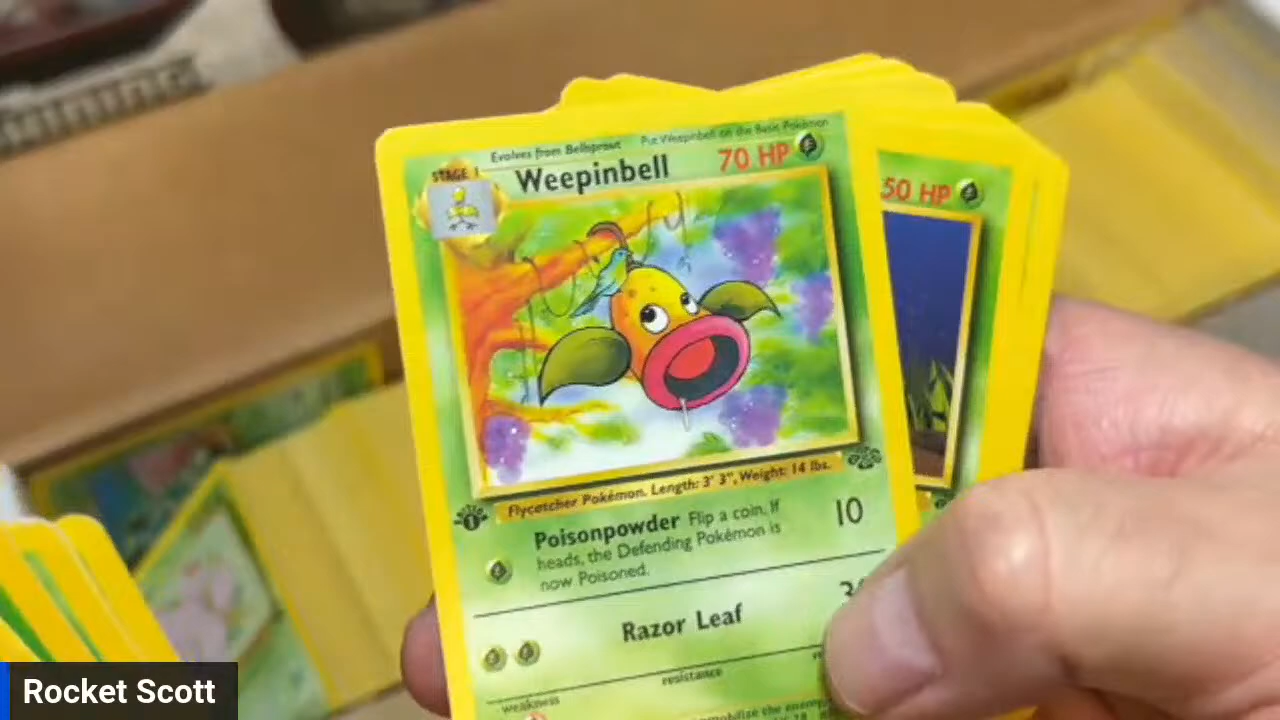 MINING
Evolves from Bellsprout Put Weepinbell on the Basic Pokémon
STAGE 1
Weepinbell 70 HP
50 HP
Flycatcher Pokémon. Length: 3' 3", Weight: 14 lbs.
Poisonpowder Flip a coin. If
heads, the Defending Pokémon is
now Poisoned.
10
Razor Leaf
weakness resistance
Rocket Scott